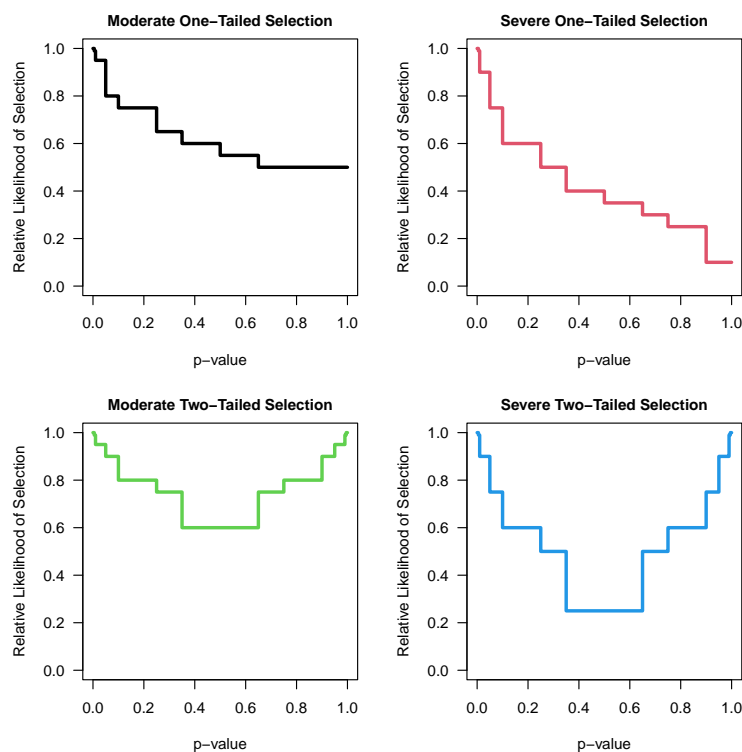 Moderate One−Tailed Selection
Relative Likelihood of Selection
1.0
0.8
0.6
0.4
0.2
0.0
0.0 0.2 0.4 0.6 0.8 1.0
p−value
Severe One−Tailed Selection
Relative Likelihood of Selection
1.0
0.8
0.6
0.4
0.2
0.0
0.0 0.2 0.4 0.6 0.8 1.0
p−value
Moderate Two−Tailed Selection
Relative Likelihood of Selection
1.0
0.8
0.6
0.4
0.2
0.0
0.0 0.2 0.4 0.6 0.8 1.0
p−value
Severe Two−Tailed Selection
Relative Likelihood of Selection
1.0
0.8
0.6
0.4
0.2
0.0
0.0 0.2 0.4 0.6 0.8 1.0
p−value